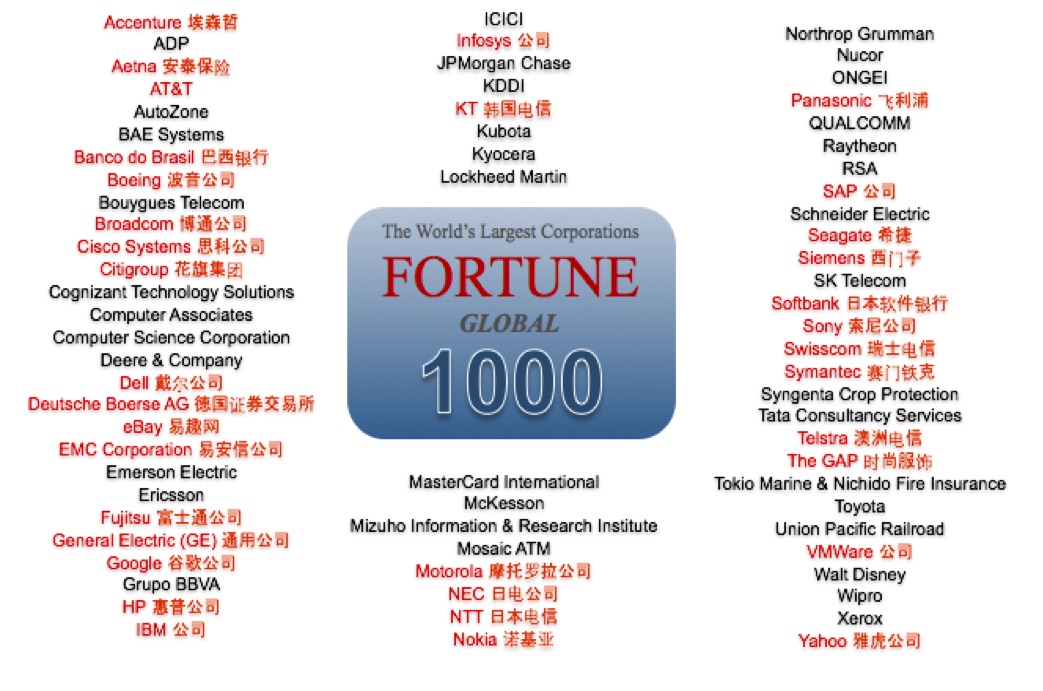 Accenture 埃森哲
ADP
Aetna 安泰保险
AT&T
AutoZone
BAE Systems
Banco do Brasil 巴西银行
Boeing 波音公司
Bouygues Telecom
Broadcom 博通公司
Cisco Systems 思科公司
Citigroup 花旗集团
Cognizant Technology Solutions
Computer Associates
Computer Science Corporation
Deere & Company
Dell 戴尔公司
Deutsche Boerse AG 德国证券交易所
eBay 易趣网
EMC Corporation 易安信公司
Emerson Electric
Ericsson
Fujitsu 富士通公司
General Electric (GE) 通用公司
Google 谷歌公司
Grupo BBVA
HP 惠普公司
IBM 公司
ICICI
Infosys 公司
JPMorgan Chase
KDDI
KT 韩国电信
Kubota
Kyocera
Lockheed Martin
The World's Largest Corporations
FORTUNE
GLOBAL
1000
MasterCard International
McKesson
Mizuho Information & Research Institute
Mosaic ATM
Motorola 摩托罗拉公司
NEC 日电公司
NTT 日本电信
Nokia 诺基亚
Northrop Grumman
Nucor
ONGEI
Panasonic 飞利浦
QUALCOMM
Raytheon
RSA
SAP 公司
Schneider Electric
Seagate 希捷
Siemens 西门子
SK Telecom
Softbank 日本软件银行
Sony 索尼公司
Swisscom 瑞士电信
Symantec 赛门铁克
Syngenta Crop Protection
Tata Consultancy Services
Telstra 澳洲电信
The GAP 时尚服饰
Tokio Marine & Nichido Fire Insurance
Toyota
Union Pacific Railroad
VMWare 公司
Walt Disney
Wipro
Xerox
Yahoo 雅虎公司